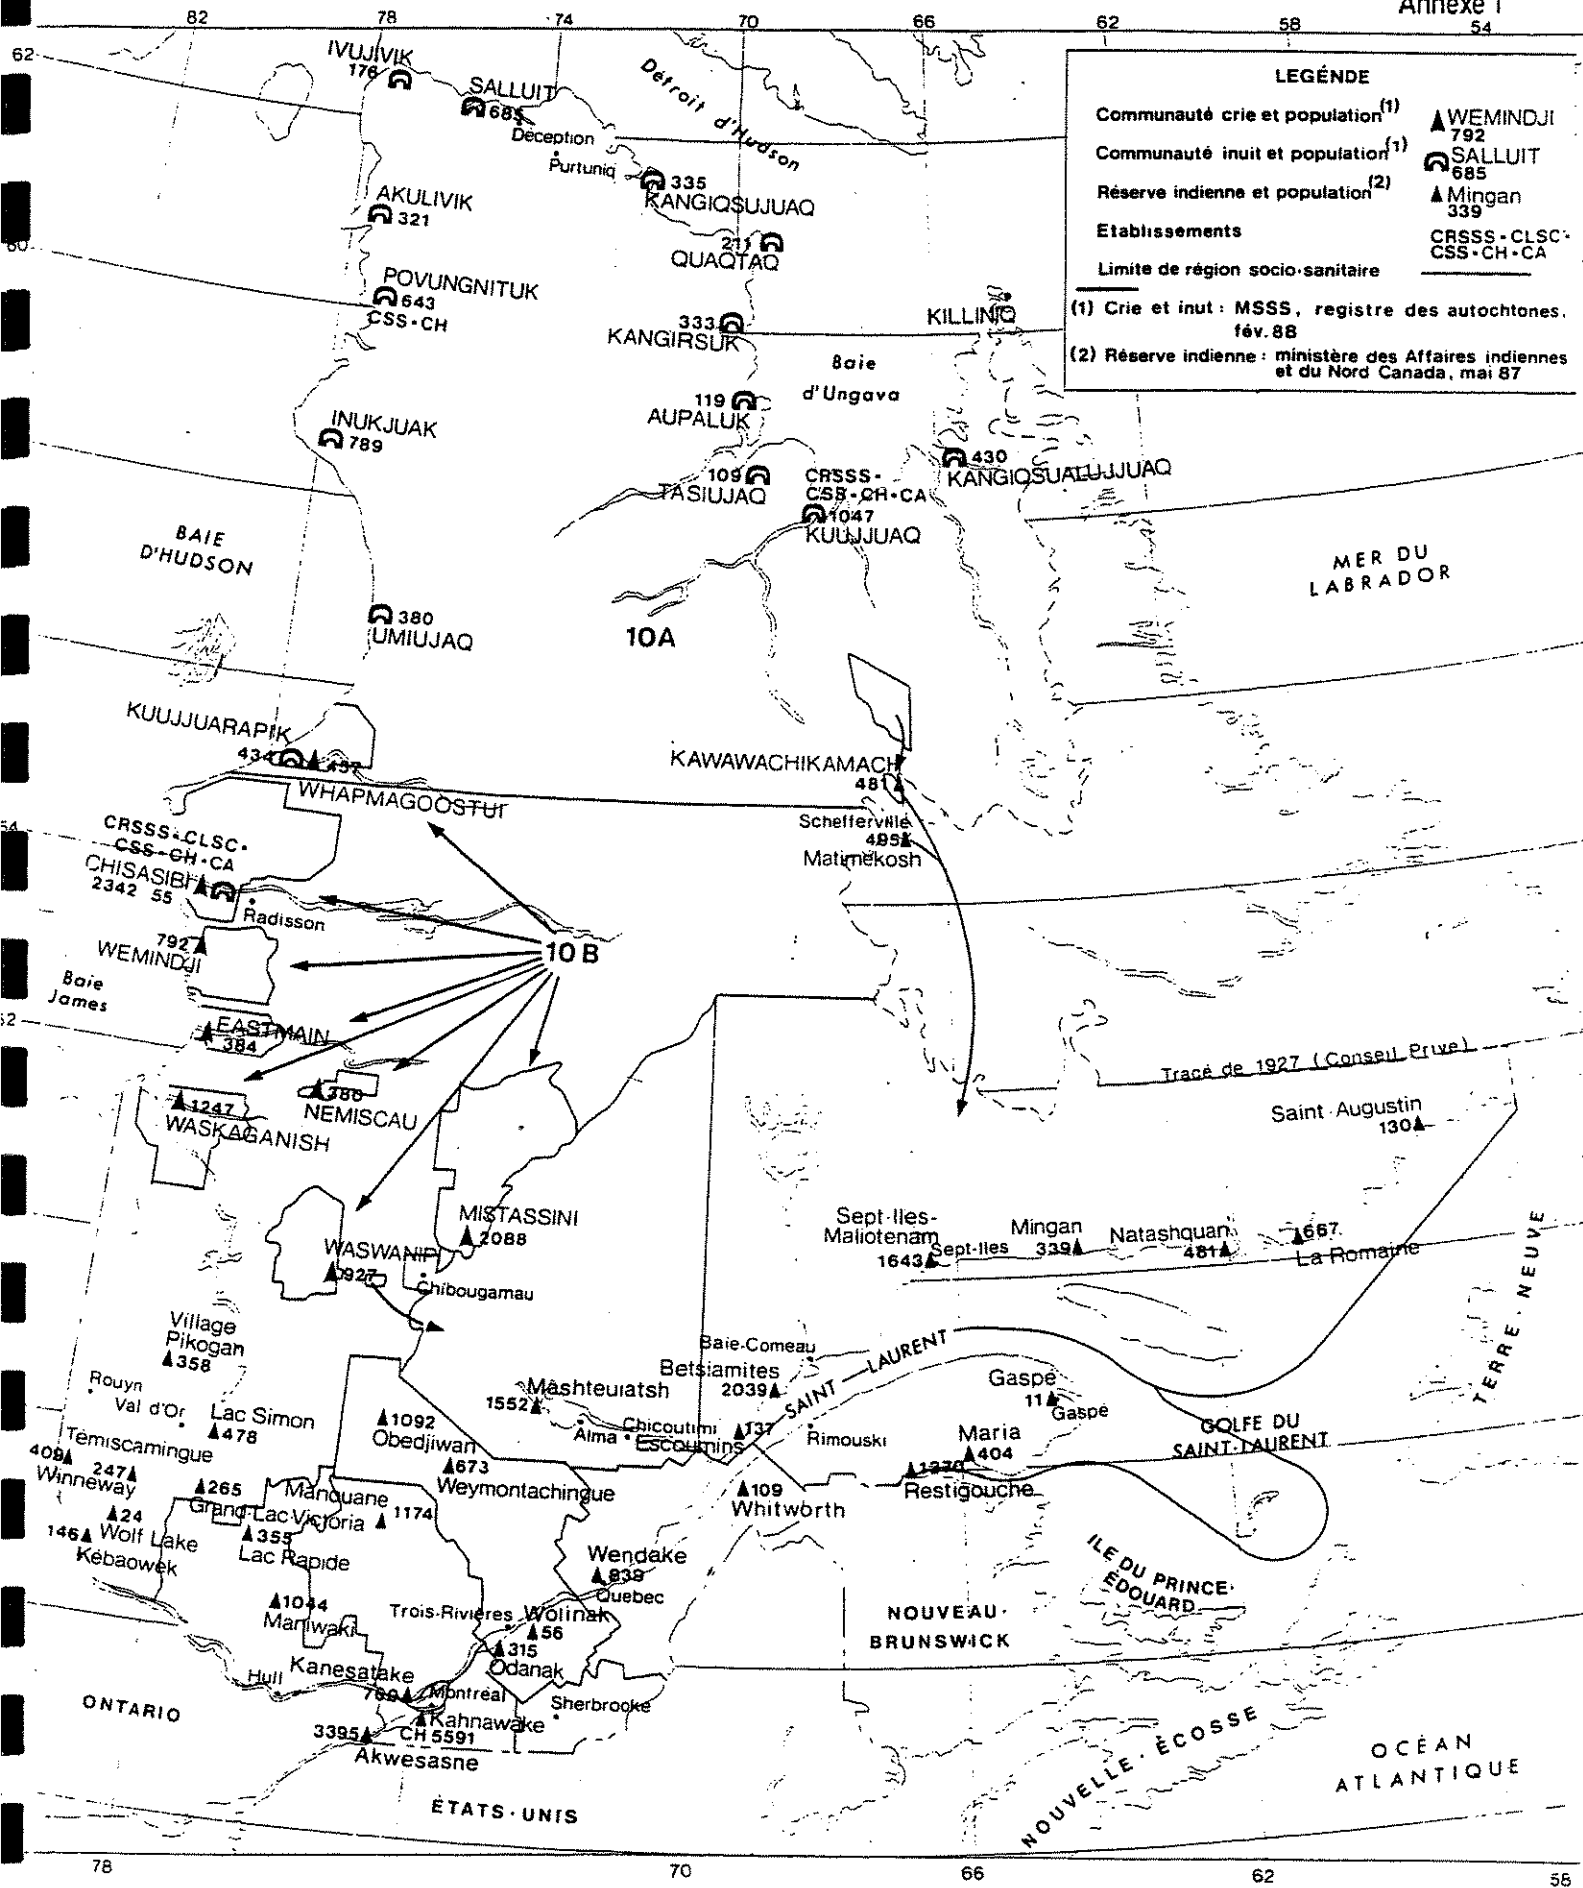 Annexe 1
82 78 74 70 66 62 58 54
62
IVUJIVIK
176
SALLUIT
685
Déception
Purtuniq
Détroit d'Hudson
335
KANGIQSUJUAQ
AKULIVIK
321
211
QUAQTAQ
60
POVUNGNITUK
643
CSS-CH
333
KANGIRSUK
KILLINIQ
Baie
d'Ungava
119
AUPALUK
INUKJUAK
789
430
KANGIQSUALUJJUAQ
109
TASIUJAQ
CRSSS-
CSS-CH-CA
1047
KUUJJUAQ
LEGÉNDE
Communauté crie et population(1)
WEMINDJI
792
Communauté inuit et population(1)
SALLUIT
685
Réserve indienne et population(2)
Mingan
339
Etablissements
CRSSS-CLSC-
CSS-CH-CA
Limite de région socio-sanitaire
(1) Crie et inut : MSSS, registre des autochtones,
fév.88
(2) Réserve indienne : ministère des Affaires indiennes
et du Nord Canada, mai 87
BAIE
D'HUDSON
MER DU
LABRADOR
380
UMIUJAQ
10A
KUUJJUARAPIK
434
457
WHAPMAGOOSTUI
KAWAWACHIKAMACH
481
Schefferville
495
Matimekosh
54
CRSSS-CLSC-
CSS-CH-CA
CHISASIBI
2342 55
Radisson
792
WEMINDJI
10B
Baie
James
52
EASTMAIN
384
380
NEMISCAU
1247
WASKAGANISH
Tracé de 1927 (Conseil Privé)
Saint-Augustin
130
MISTASSINI
2088
WASWANIPI
927
Chibougamau
Sept-Iles-
Maliotenam
1643
Sept-Iles
Mingan
339
Natashquan
481
667
La Romaine
TERRE-NEUVE
Village
Pikogan
358
Rouyn
Val d'Or
Lac Simon
478
Témiscamingue
409
Winneway
247
265
Grand-Lac-Victoria
24
Wolf Lake
146
Kébaowek
355
Lac Rapide
Manouane
1174
1092
Obedjiwan
673
Weymontachingue
Mashteuiatsh
1552
Alma
Chicoutimi
Escoumins
137
Baie-Comeau
Betsiamites
2039
SAINT-LAURENT
Rimouski
Gaspé
11
Gaspé
Maria
404
1270
Restigouche
109
Whitworth
GOLFE DU
SAINT-LAURENT
Wendake
839
Quebec
1044
Maniwaki
Trois-Rivières
Wolinak
56
315
Odanak
Hull
Kanesatake
Montréal
Kahnawake
CH 5591
Sherbrooke
3395
Akwesasne
ILE DU PRINCE-
ÉDOUARD
NOUVEAU-
BRUNSWICK
ONTARIO
ÉTATS-UNIS
NOUVELLE-ÉCOSSE
OCÉAN
ATLANTIQUE
78 70 66 62 58